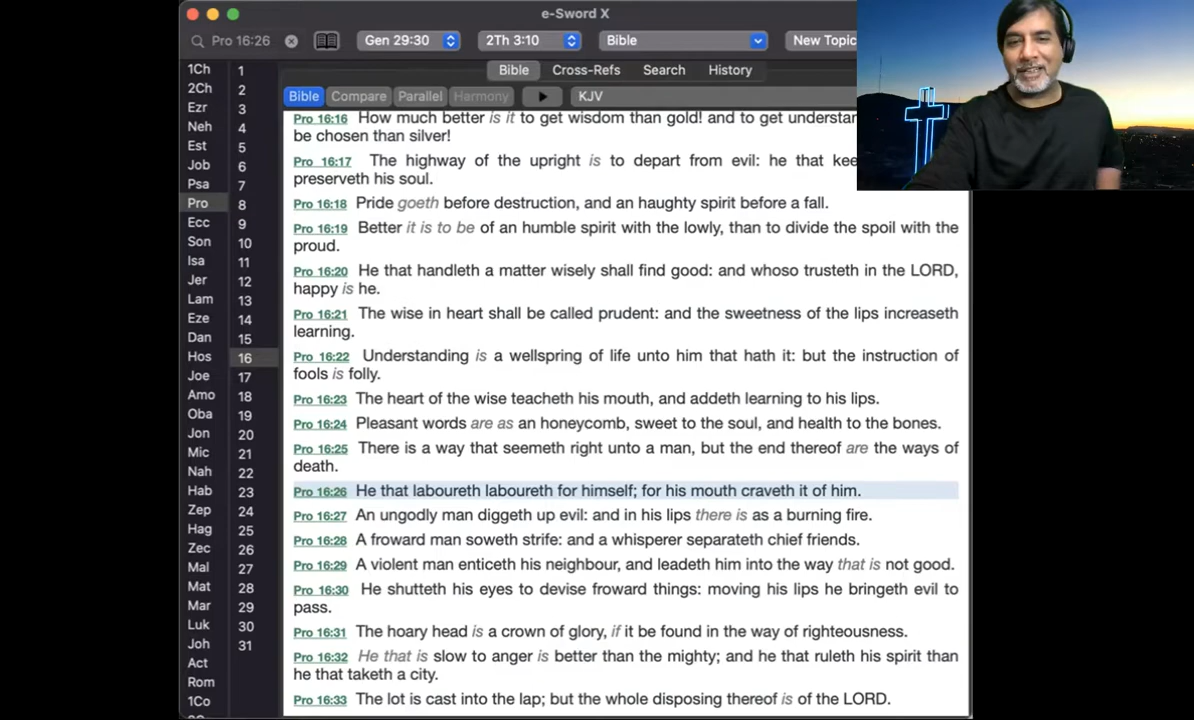 e-Sword X
Pro 16:26
Gen 29:30
2Th 3:10
Bible
New Topic
Bible
Cross-Refs
Search
History
Bible
Compare
Parallel
Harmony
KJV
1Ch
2Ch
Ezr
Neh
Est
Job
Psa
Pro
Ecc
Son
Isa
Jer
Lam
Eze
Dan
Hos
Joe
Amo
Oba
Jon
Mic
Nah
Hab
Zep
Hag
Zec
Mal
Mat
Mar
Luk
Joh
Act
Rom
1Co
1
2
3
4
5
6
7
8
9
10
11
12
13
14
15
16
17
18
19
20
21
22
23
24
25
26
27
28
29
30
31
Pro 16:16 How much better is it to get wisdom than gold! and to get understan
be chosen than silver!
Pro 16:17 The highway of the upright is to depart from evil: he that kee
preserveth his soul.
Pro 16:18 Pride goeth before destruction, and an haughty spirit before a fall.
Pro 16:19 Better it is to be of an humble spirit with the lowly, than to divide the spoil with the
proud.
Pro 16:20 He that handleth a matter wisely shall find good: and whoso trusteth in the LORD,
happy is he.
Pro 16:21 The wise in heart shall be called prudent: and the sweetness of the lips increaseth
learning.
Pro 16:22 Understanding is a wellspring of life unto him that hath it: but the instruction of
fools is folly.
Pro 16:23 The heart of the wise teacheth his mouth, and addeth learning to his lips.
Pro 16:24 Pleasant words are as an honeycomb, sweet to the soul, and health to the bones.
Pro 16:25 There is a way that seemeth right unto a man, but the end thereof are the ways of
death.
Pro 16:26 He that laboureth laboureth for himself; for his mouth craveth it of him.
Pro 16:27 An ungodly man diggeth up evil: and in his lips there is as a burning fire.
Pro 16:28 A froward man soweth strife: and a whisperer separateth chief friends.
Pro 16:29 A violent man enticeth his neighbour, and leadeth him into the way that is not good.
Pro 16:30 He shutteth his eyes to devise froward things: moving his lips he bringeth evil to
pass.
Pro 16:31 The hoary head is a crown of glory, if it be found in the way of righteousness.
Pro 16:32 He that is slow to anger is better than the mighty; and he that ruleth his spirit than
he that taketh a city.
Pro 16:33 The lot is cast into the lap; but the whole disposing thereof is of the LORD.